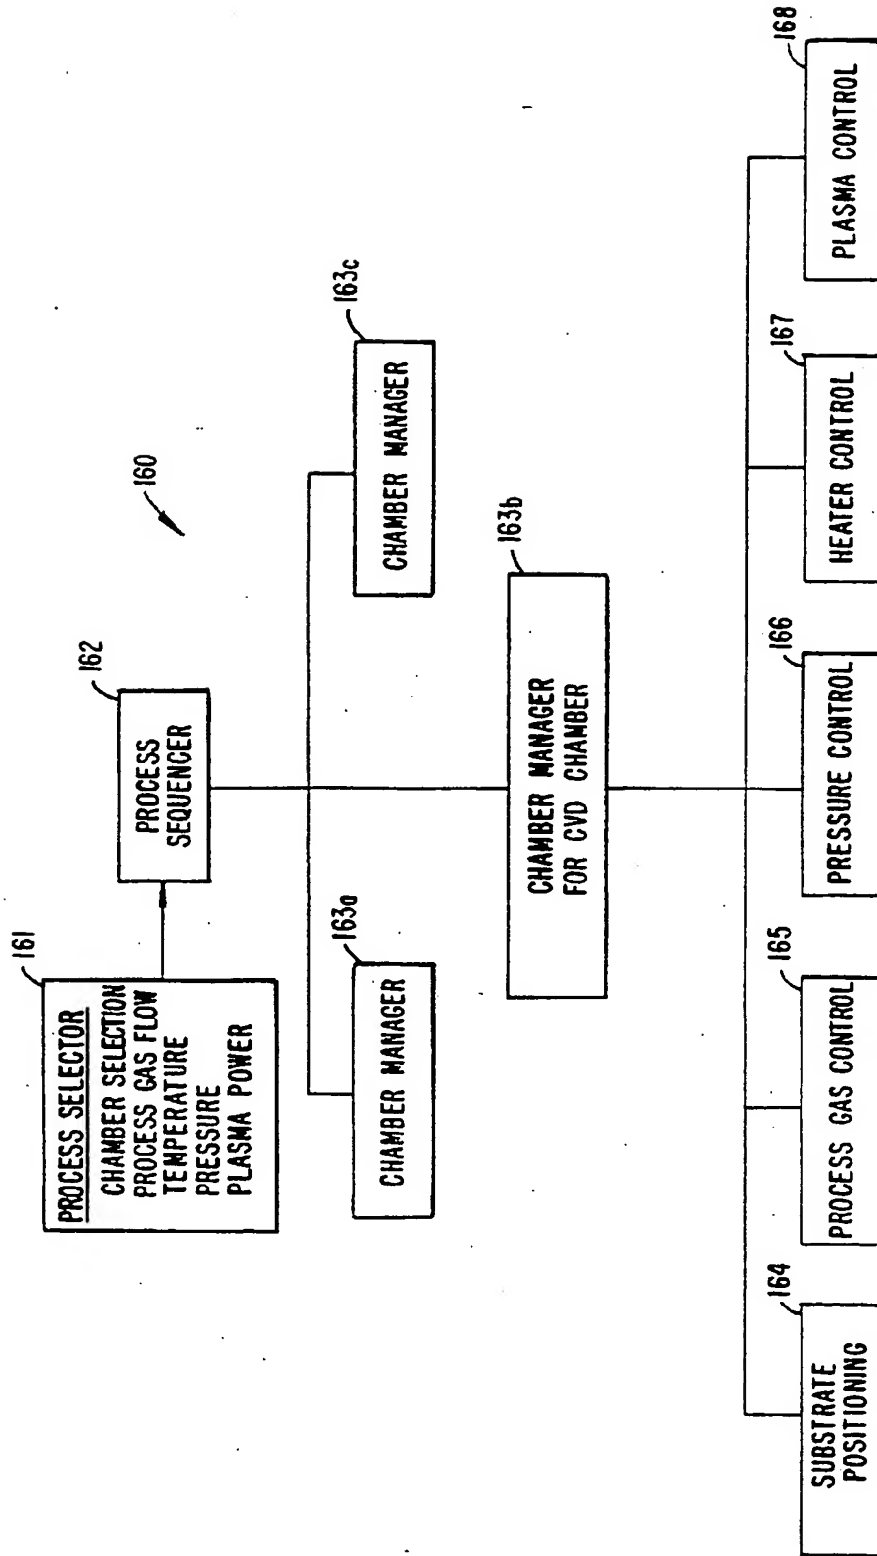 161
PROCESS SELECTOR
CHAMBER SELECTION
PROCESS GAS FLOW
TEMPERATURE
PRESSURE
PLASMA POWER
162
PROCESS
SEQUENCER
160
163a
CHAMBER MANAGER
163c
CHAMBER MANAGER
163b
CHAMBER MANAGER
FOR CVD CHAMBER
164
SUBSTRATE
POSITIONING
165
PROCESS GAS CONTROL
166
PRESSURE CONTROL
167
HEATER CONTROL
168
PLASMA CONTROL